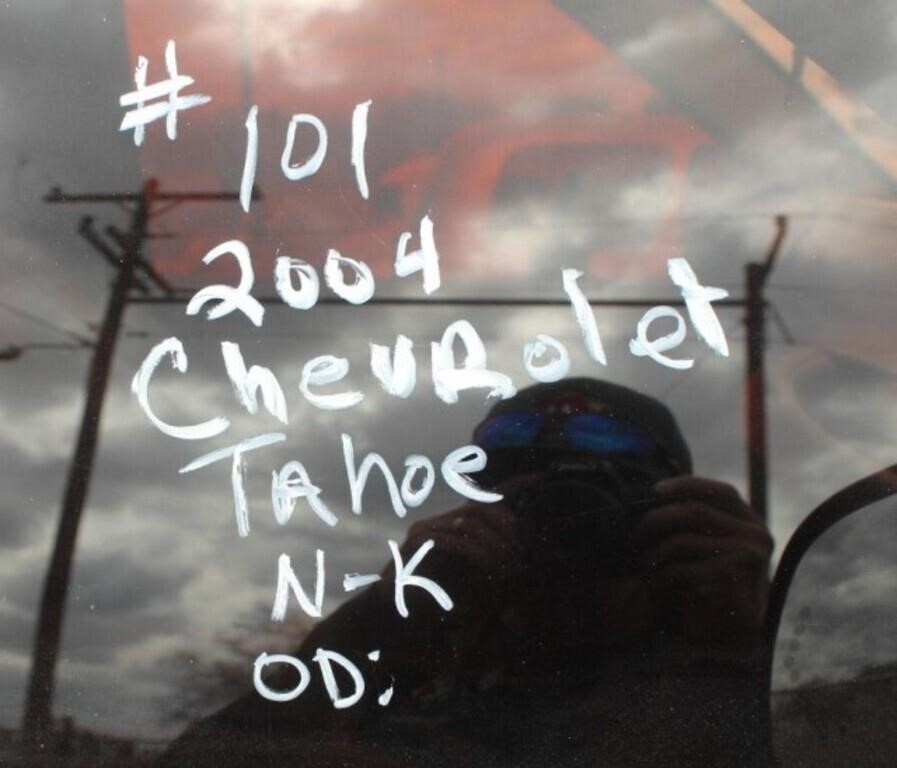 # 101
2004
Chevrolet
Tahoe
N-K
OD: